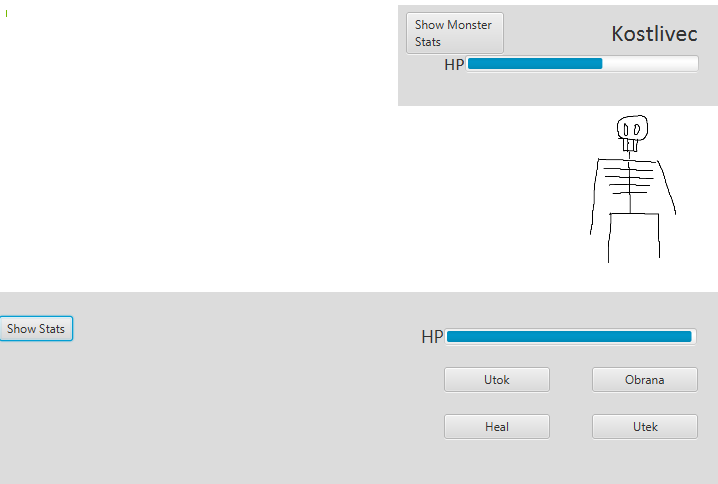 Show Monster
Stats
Kostlivec
HP
Show Stats
HP
Utok
Obrana
Heal
Utek